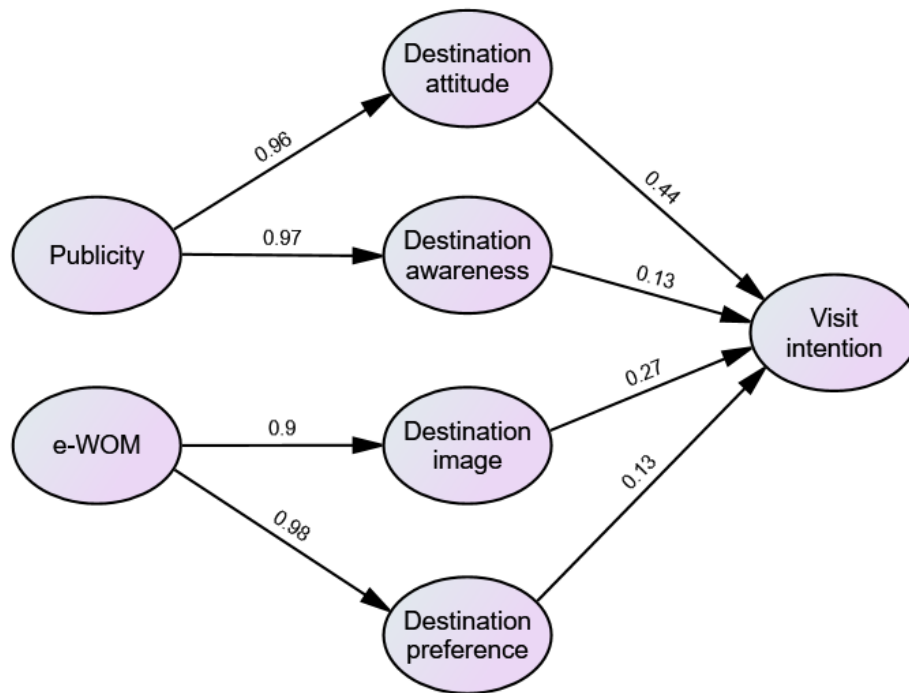 Destination
attitude
0.96
0.44
Publicity
0.97
Destination
awareness
0.13
Visit
intention
0.27
e-WOM
0.9
Destination
image
0.13
0.98
Destination
preference